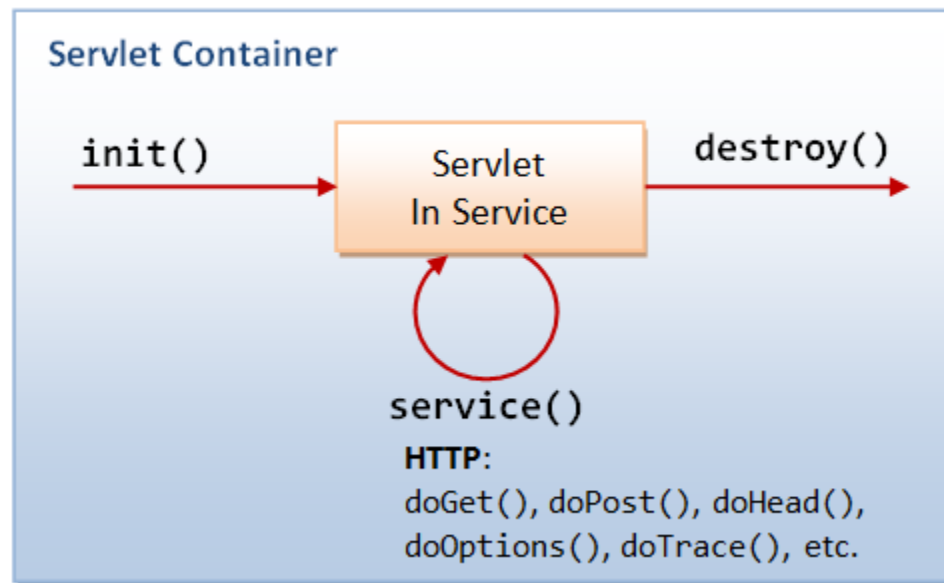 Servlet Container
init()
Servlet
In Service
destroy()
service()
HTTP:
doGet(), doPost(), doHead(),
doOptions(), doTrace(), etc.